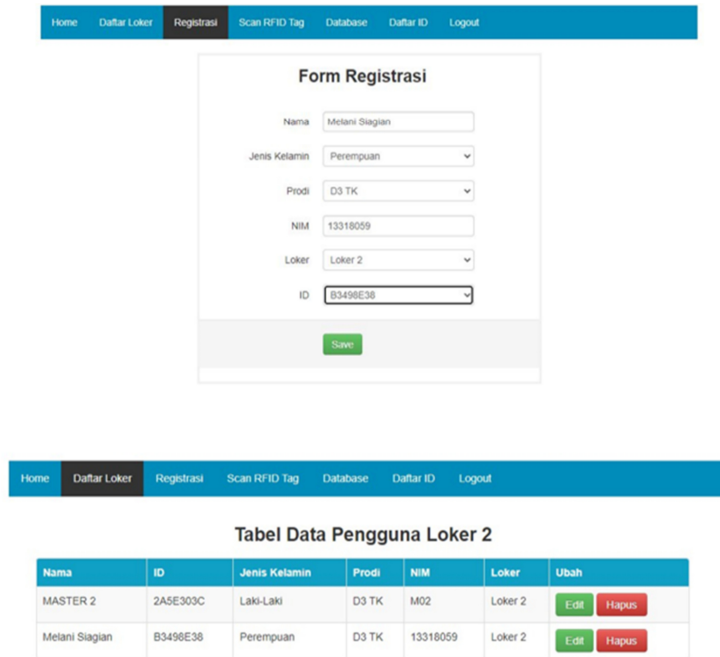 Home Daftar Loker Registrasi Scan RFID Tag Database Daftar ID Logout
Form Registrasi
Nama Melani Siagian
Jenis Kelamin Perempuan
Prodi D3 TK
NIM 13318059
Loker Loker 2
ID B3498E38
Save
Home Daftar Loker Registrasi Scan RFID Tag Database Daftar ID Logout
Tabel Data Pengguna Loker 2
Nama ID Jenis Kelamin Prodi NIM Loker Ubah
MASTER 2 2A5E303C Laki-Laki D3 TK M02 Loker 2 Edit Hapus
Melani Siagian B3498E38 Perempuan D3 TK 13318059 Loker 2 Edit Hapus